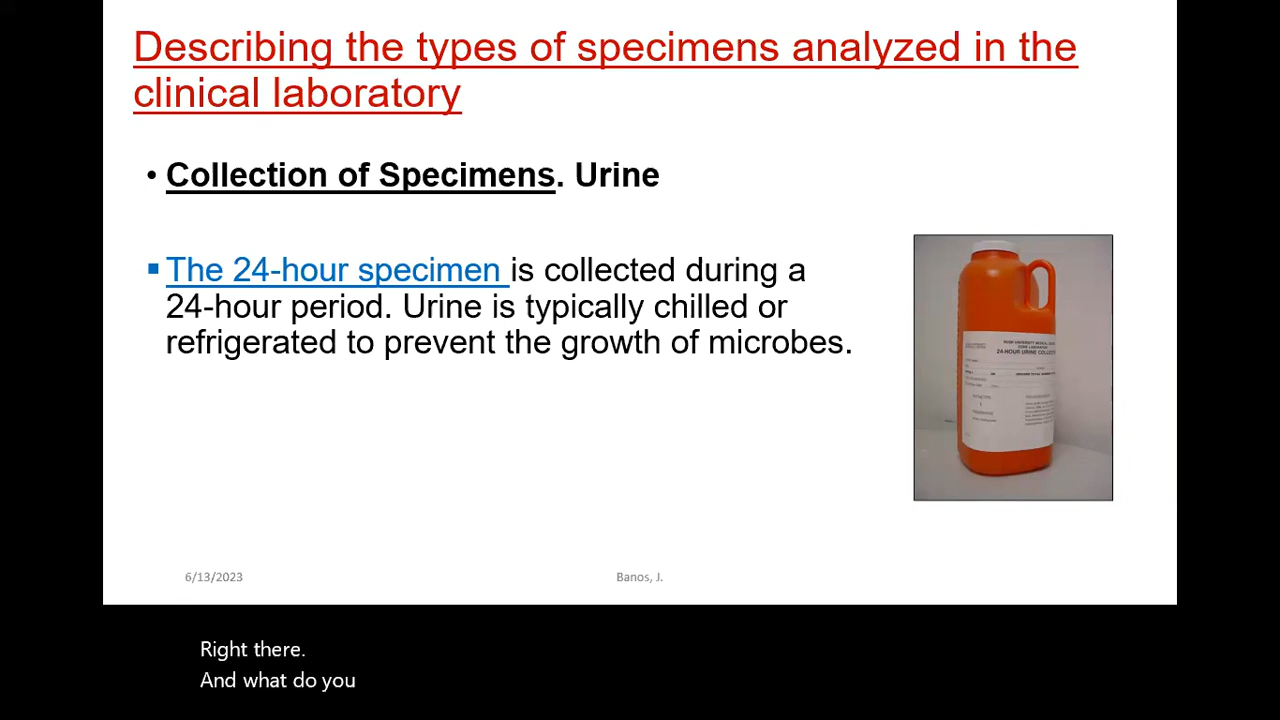 Describing the types of specimens analyzed in the
clinical laboratory
• Collection of Specimens. Urine
▪ The 24-hour specimen is collected during a
24-hour period. Urine is typically chilled or
refrigerated to prevent the growth of microbes.
24-HOUR URINE COLLECT
6/13/2023
Banos, J.
Right there.
And what do you